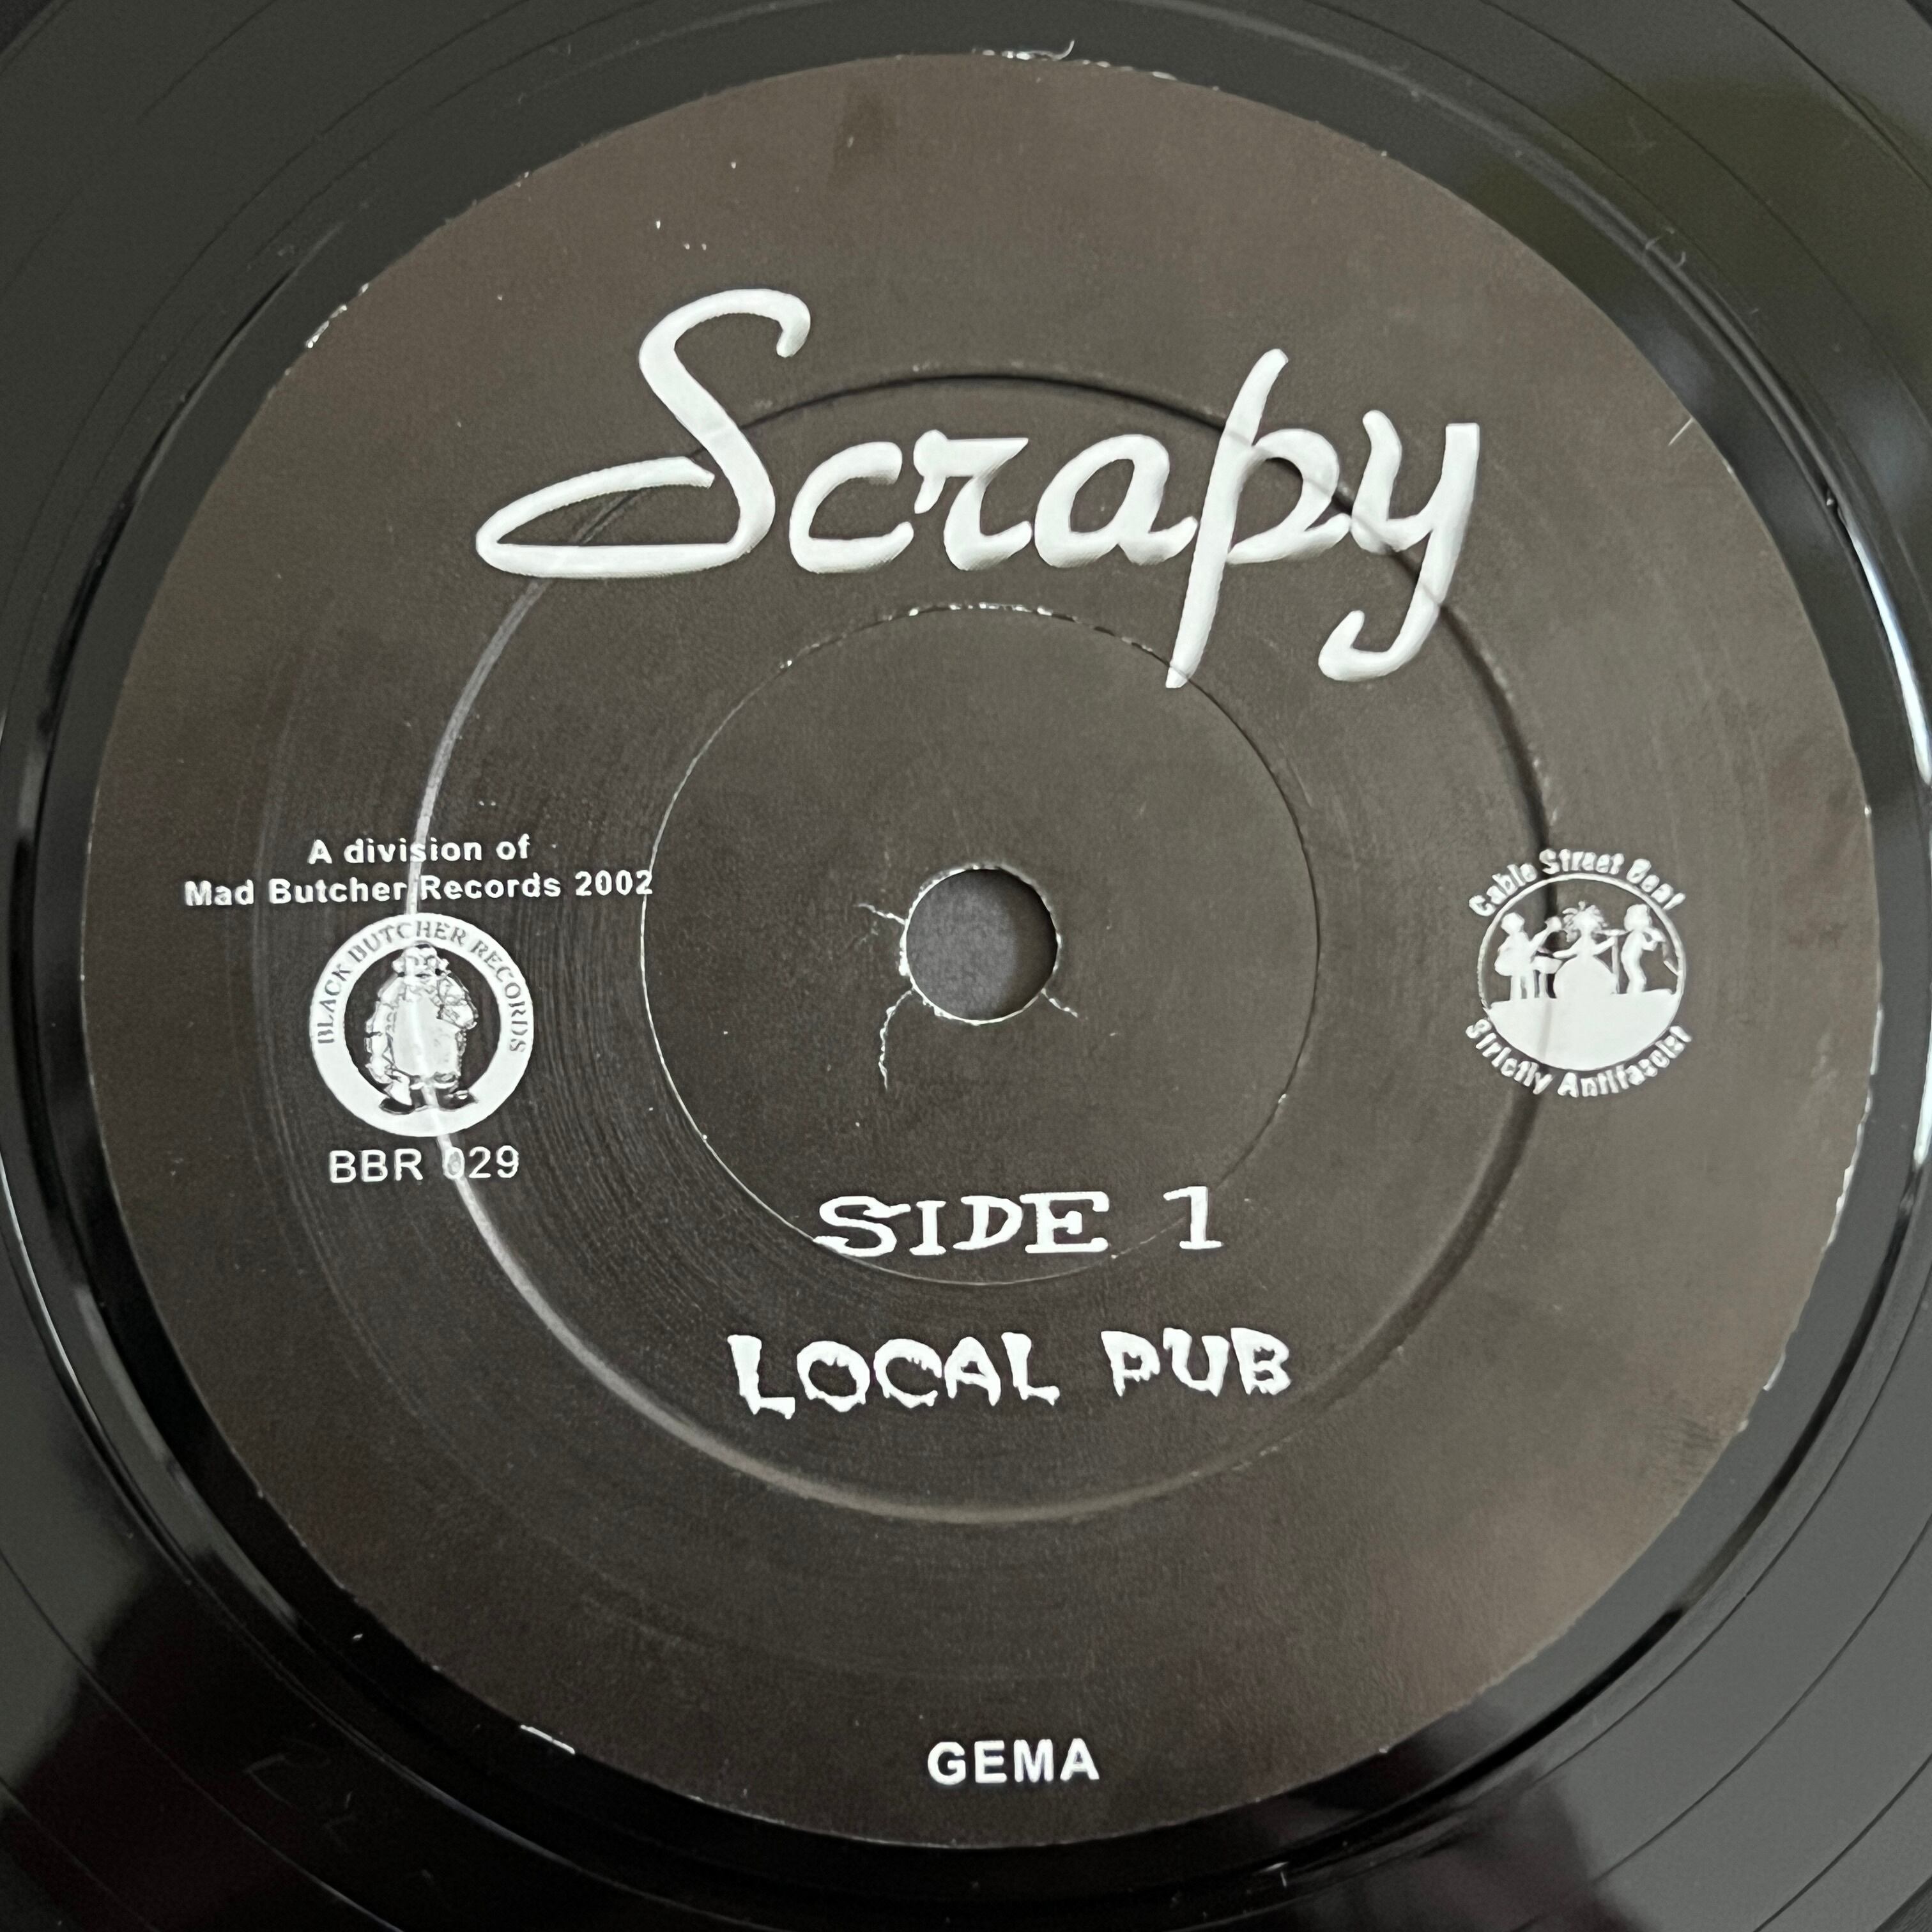 Scrapy
A division of
Mad Butcher Records 2002
BLACK BUTCHER RECORDS
BBR 029
Cable Street Beat
Strictly Antifascist
SIDE 1
LOCAL PUB
GEMA